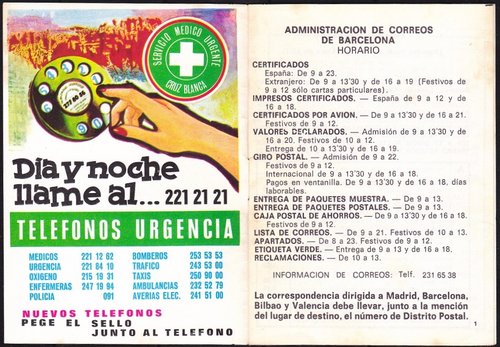 SERVICIO MEDICO URGENTE
CRUZ BLANCA
Dia y noche
llame al... 221 21 21
TELEFONOS URGENCIA
MEDICOS 221 12 62 BOMBEROS 253 53 53
URGENCIA 221 84 10 TRAFICO 243 53 00
OXIGENO 215 19 31 TAXIS 250 90 00
ENFERMERAS 247 19 94 AMBULANCIAS 232 52 79
POLICIA 091 AVERIAS ELEC. 241 51 00
NUEVOS TELEFONOS
PEGE EL SELLO
JUNTO AL TELEFONO
ADMINISTRACION DE CORREOS
DE BARCELONA
HORARIO
CERTIFICADOS
España: De 9 a 23.
Extranjero: De 9 a 13'30 y de 16 a 19 (Festivos de
9 a 12 sólo cartas particulares).
IMPRESOS CERTIFICADOS. — España de 9 a 12 y de
16 a 18.
CERTIFICADOS POR AVION. — De 9 a 13'30 y de 16 a 21.
Festivos de 9 a 12.
VALORES DECLARADOS. — Admisión de 9 a 13'30 y de
16 a 20. Festivos de 10 a 12.
Entrega de 10 a 13'30 y de 16 a 19.
GIRO POSTAL. — Admisión de 9 a 22.
Festivos de 9 a 12.
Internacional de 9 a 13'30 y de 16 a 18.
Pagos en ventanilla. De 9 a 13'30 y de 16 a 18, días
laborables.
ENTREGA DE PAQUETES MUESTRA. — De 9 a 13.
ENTREGA DE PAQUETES POSTALES. — De 9 a 13.
CAJA POSTAL DE AHORROS. — De 9 a 13'30 y de 16 a 18.
Festivos de 9 a 12.
LISTA DE CORREOS. — De 9 a 21. Festivos de 10 a 13.
APARTADOS. — De 8 a 23. Festivos de 9 a 12.
ETIQUETA VERDE. — Entrega de 9 a 13 y de 16 a 18.
RECLAMACIONES. — De 10 a 13.
INFORMACION DE CORREOS: Telf. 231 65 38
La correspondencia dirigida a Madrid, Barcelona,
Bilbao y Valencia debe llevar, junto a la mención
del lugar de destino, el número de Distrito Postal.
1